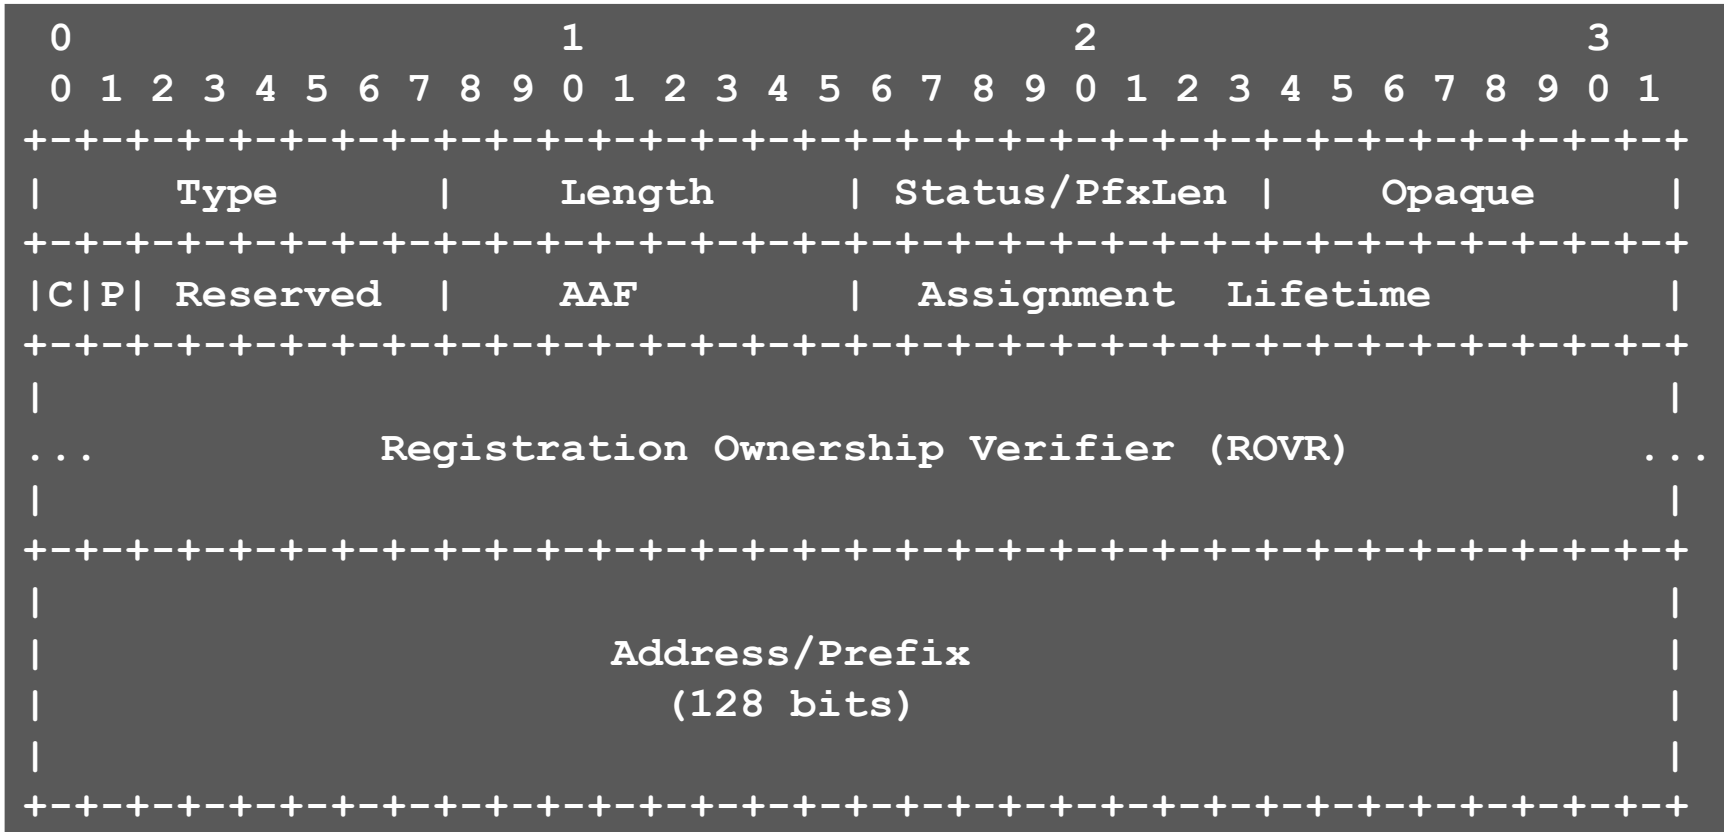 0                   1                   2                   3
 0 1 2 3 4 5 6 7 8 9 0 1 2 3 4 5 6 7 8 9 0 1 2 3 4 5 6 7 8 9 0 1
+-+-+-+-+-+-+-+-+-+-+-+-+-+-+-+-+-+-+-+-+-+-+-+-+-+-+-+-+-+-+-+-+
|     Type      |    Length     | Status/PfxLen |    Opaque     |
+-+-+-+-+-+-+-+-+-+-+-+-+-+-+-+-+-+-+-+-+-+-+-+-+-+-+-+-+-+-+-+-+
|C|P| Reserved  |    AAF        |  Assignment  Lifetime         |
+-+-+-+-+-+-+-+-+-+-+-+-+-+-+-+-+-+-+-+-+-+-+-+-+-+-+-+-+-+-+-+-+
|                                                               |
...           Registration Ownership Verifier (ROVR)           ...
|                                                               |
+-+-+-+-+-+-+-+-+-+-+-+-+-+-+-+-+-+-+-+-+-+-+-+-+-+-+-+-+-+-+-+-+
|                                                               |
|                      Address/Prefix                           |
|                        (128 bits)                             |
|                                                               |
+-+-+-+-+-+-+-+-+-+-+-+-+-+-+-+-+-+-+-+-+-+-+-+-+-+-+-+-+-+-+-+-+